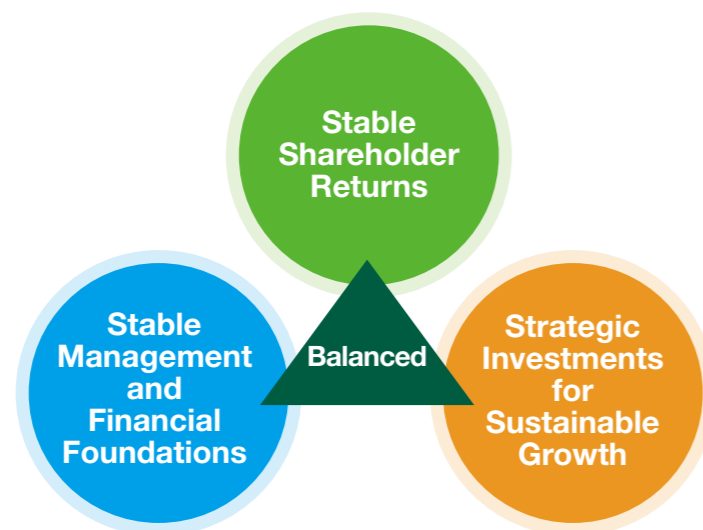 Stable
Shareholder
Returns
Stable
Management
and
Financial
Foundations
Balanced
Strategic
Investments
for
Sustainable
Growth